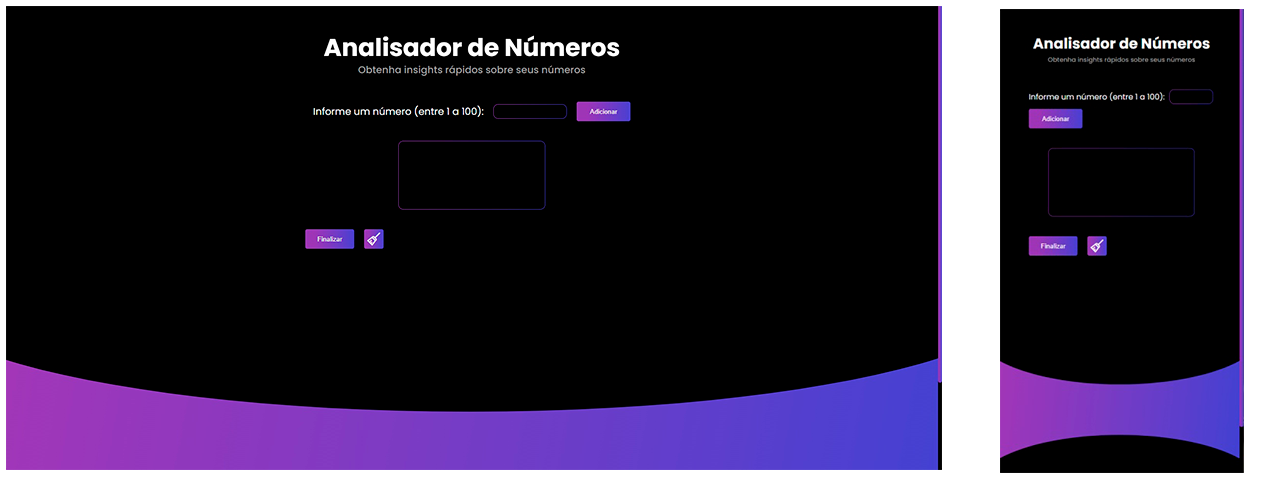 Analisador de Números
Obtenha insights rápidos sobre seus números
Informe um número (entre 1 a 100):
Adicionar
Finalizar
Analisador de Números
Obtenha insights rápidos sobre seus números
Informe um número (entre 1 a 100):
Adicionar
Finalizar